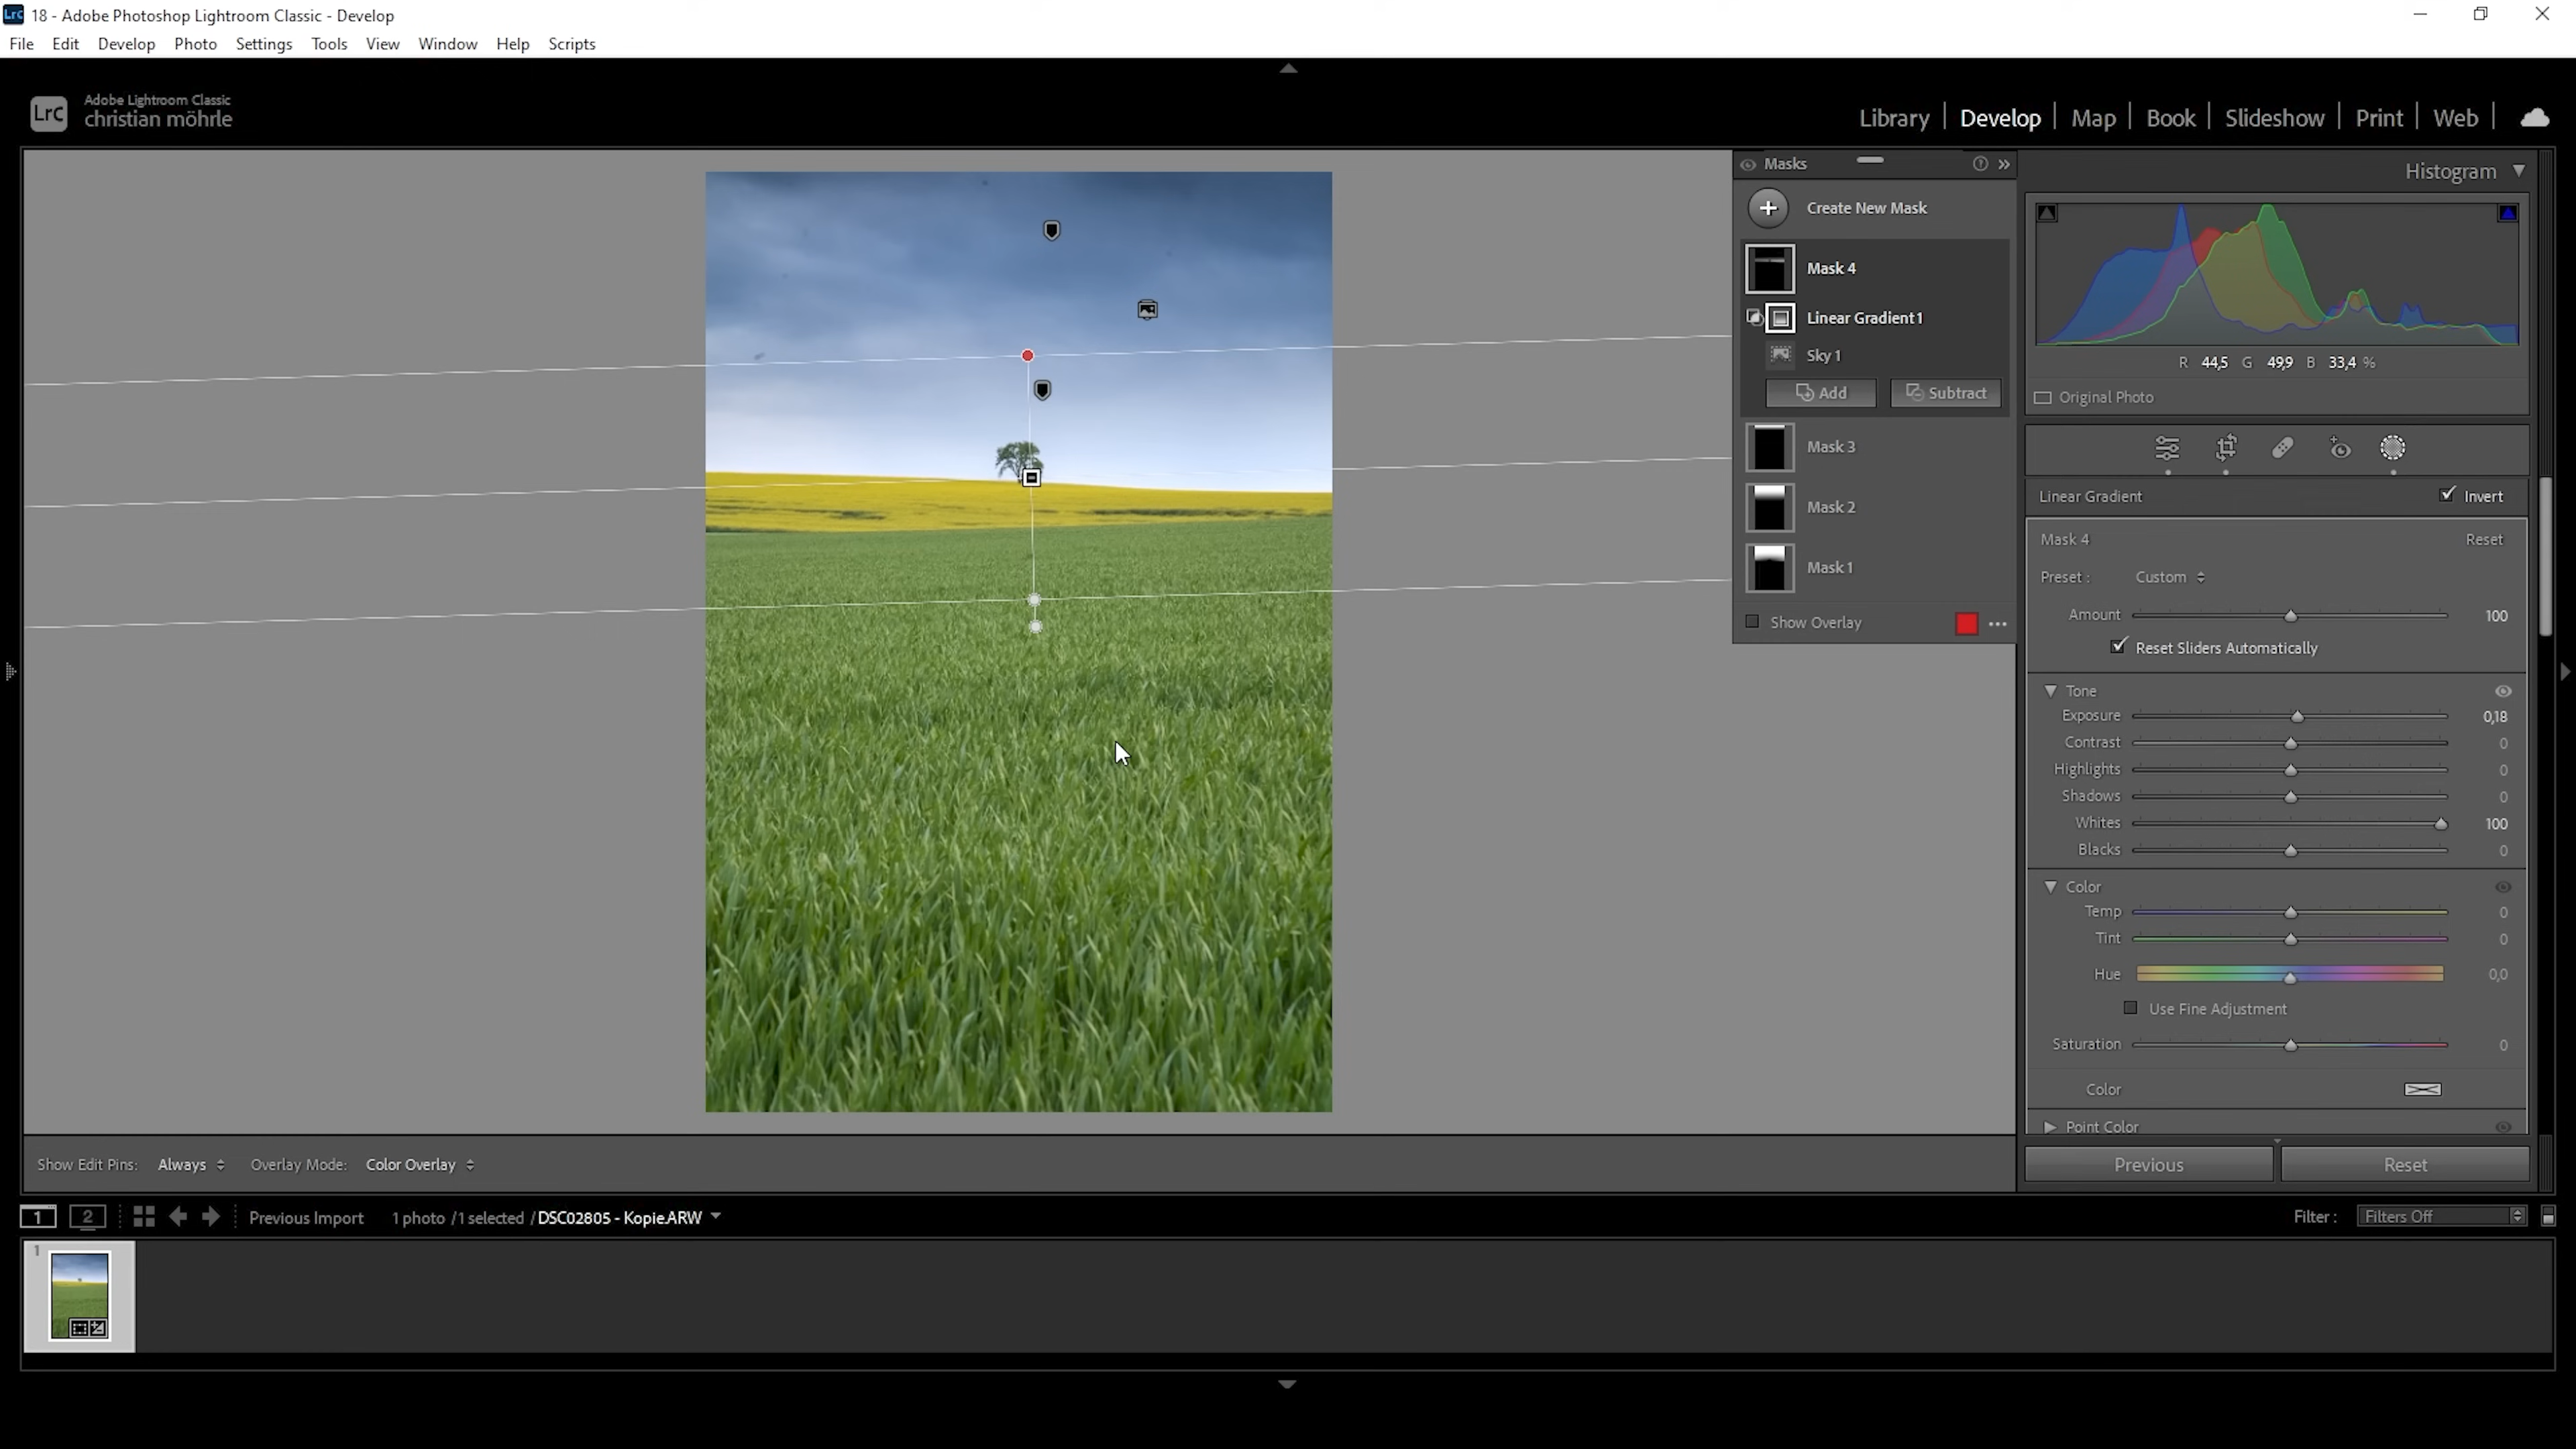 Lrc 18 - Adobe Photoshop Lightroom Classic - Develop
File Edit Develop Photo Settings Tools View Window Help Scripts
Lrc Adobe Lightroom Classic
christian möhrle
Library | Develop | Map | Book | Slideshow | Print | Web |
Masks
Create New Mask
Mask 4
Linear Gradient 1
Sky 1
Add Subtract
Mask 3
Mask 2
Mask 1
Show Overlay
Histogram
R 44,5 G 49,9 B 33,4 %
Original Photo
Linear Gradient Invert
Mask 4 Reset
Preset : Custom
Amount 100
Reset Sliders Automatically
Tone
Exposure 0,18
Contrast 0
Highlights 0
Shadows 0
Whites 100
Blacks 0
Color
Temp 0
Tint 0
Hue 0,0
Use Fine Adjustment
Saturation 0
Color
Point Color
Previous Reset
Show Edit Pins: Always Overlay Mode: Color Overlay
1 2 Previous Import 1 photo / 1 selected / DSC02805 - Kopie.ARW Filter : Filters Off
1